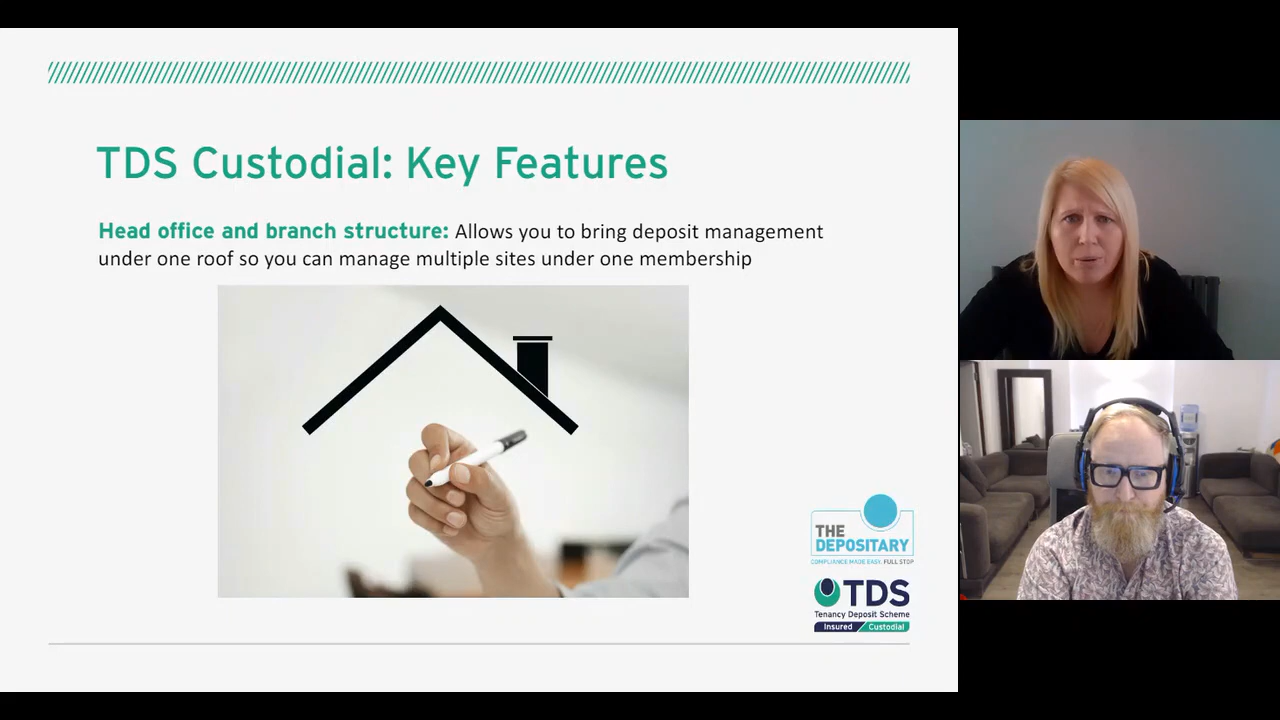 TDS Custodial: Key Features
Head office and branch structure: Allows you to bring deposit management
under one roof so you can manage multiple sites under one membership
THE
DEPOSITARY
COMPLIANCE MADE EASY. FULL STOP
TDS
Tenancy Deposit Scheme
Insured Custodial